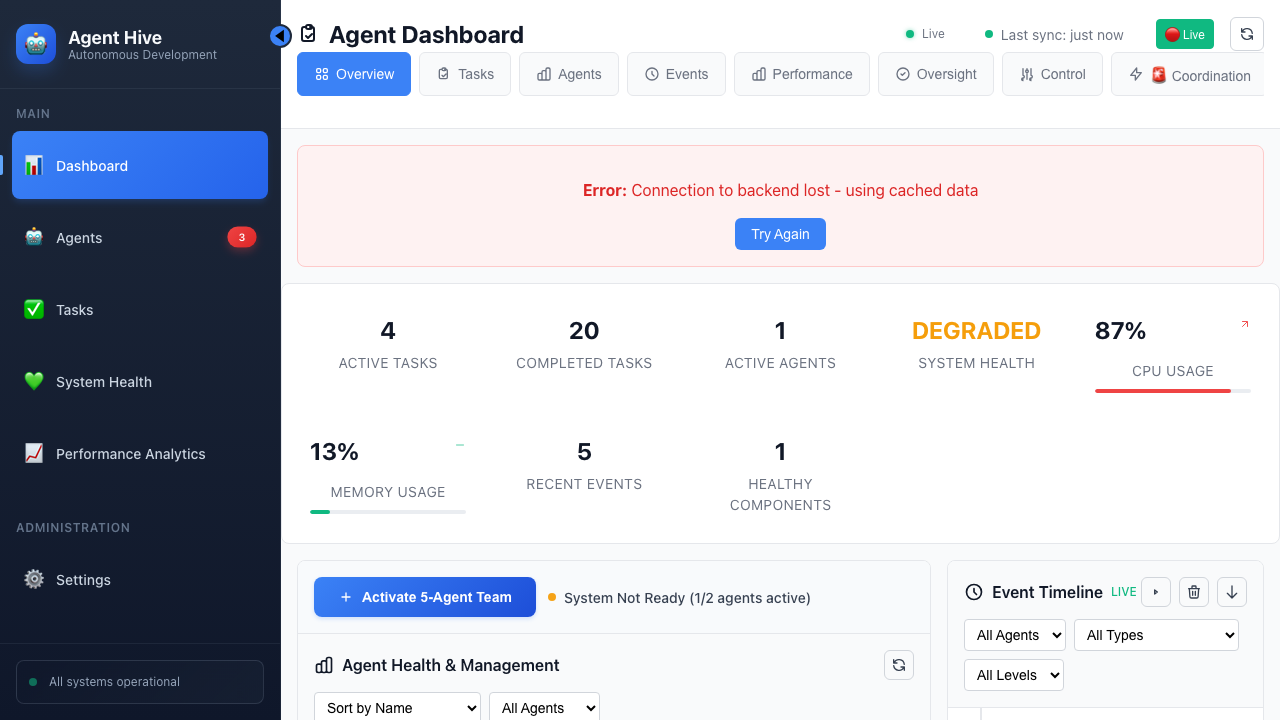 Agent Hive
Autonomous Development
MAIN
Dashboard
Agents
3
Tasks
System Health
Performance Analytics
ADMINISTRATION
Settings
All systems operational
Agent Dashboard
Live
Last sync: just now
🔴 Live
Overview
Tasks
Agents
Events
Performance
Oversight
Control
🚨 Coordination
Error: Connection to backend lost - using cached data
Try Again
4
ACTIVE TASKS
20
COMPLETED TASKS
1
ACTIVE AGENTS
DEGRADED
SYSTEM HEALTH
87%
CPU USAGE
13%
MEMORY USAGE
5
RECENT EVENTS
1
HEALTHY
COMPONENTS
Activate 5-Agent Team
System Not Ready (1/2 agents active)
Agent Health & Management
Sort by Name
All Agents
Event Timeline
LIVE
All Agents
All Types
All Levels